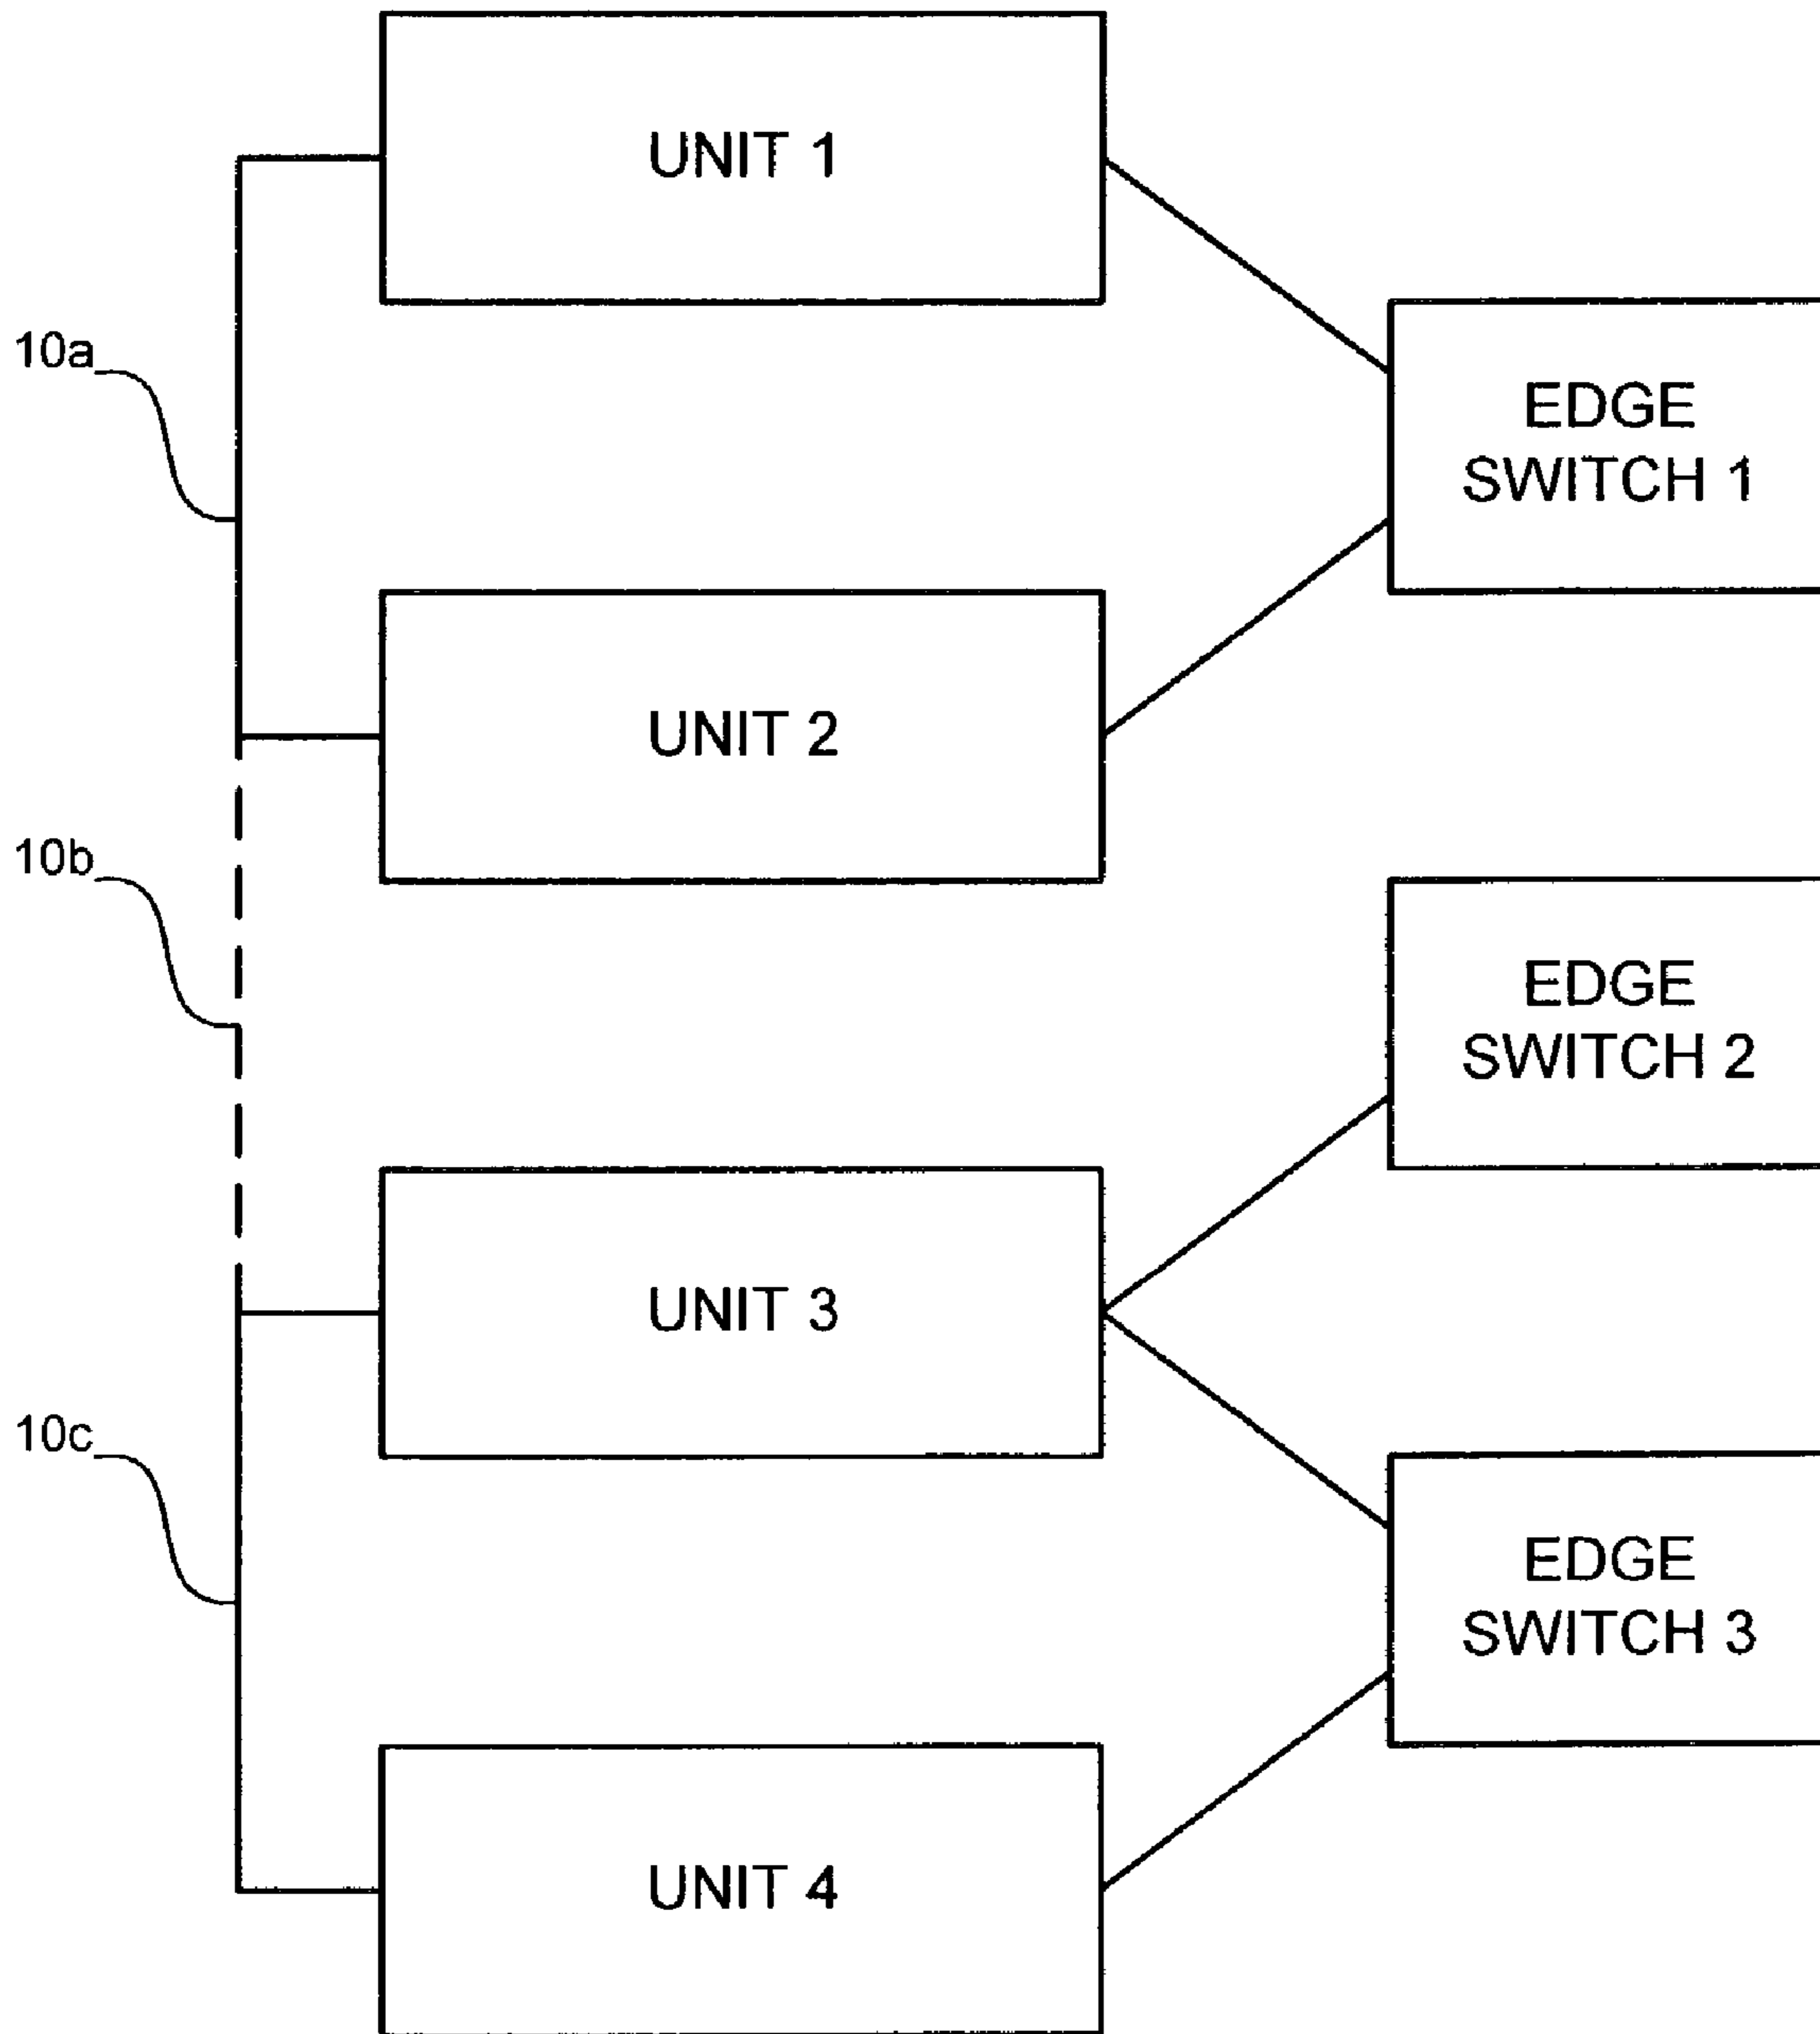 UNIT 1
10a
EDGE
SWITCH 1
UNIT 2
10b
EDGE
SWITCH 2
UNIT 3
10c
EDGE
SWITCH 3
UNIT 4